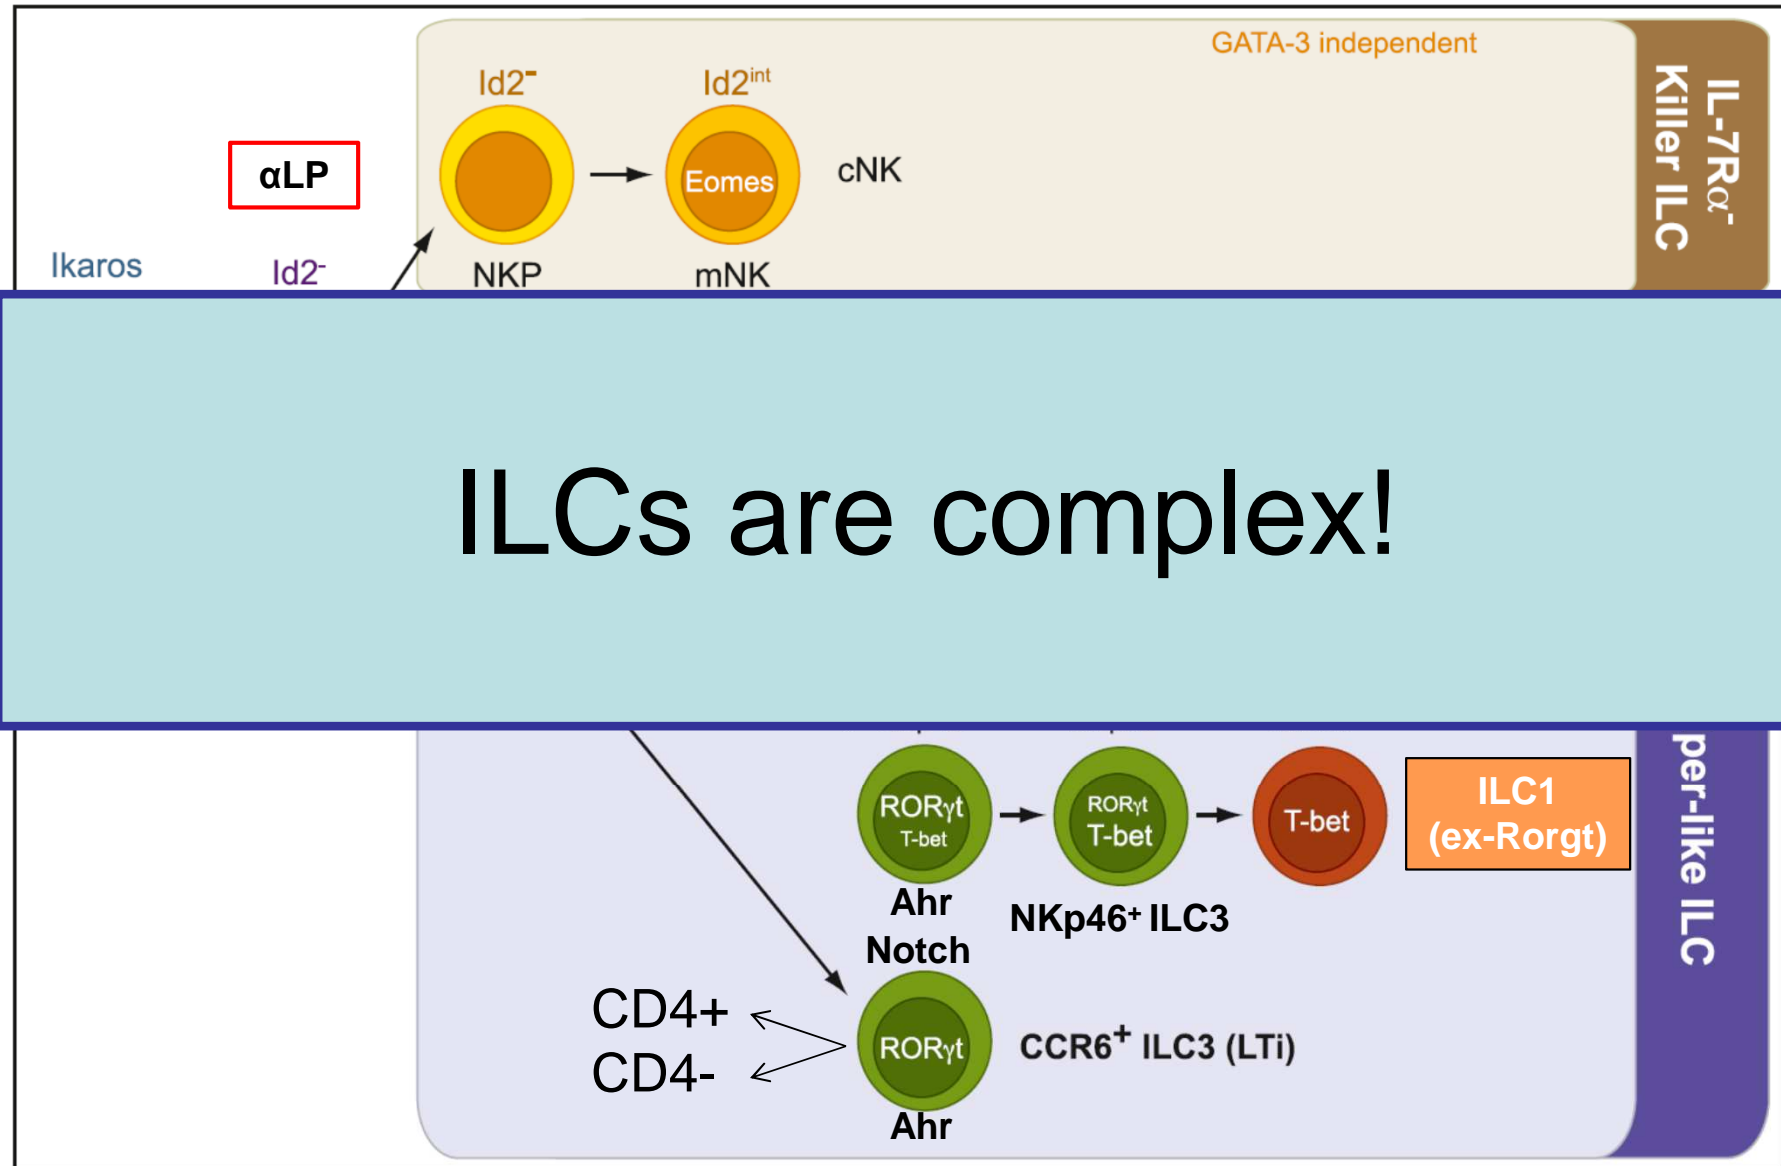 GATA-3 independent
Id2⁻
Id2ⁱⁿᵗ
IL-7Rα⁻
Killer ILC
αLP
Eomes
cNK
Ikaros
Id2⁻
NKP
mNK
ILCs are complex!
per-like ILC
RORγt
T-bet
RORγt
T-bet
T-bet
ILC1
(ex-Rorgt)
Ahr
Notch
NKp46⁺ ILC3
CD4+
CD4-
RORγt
CCR6⁺ ILC3 (LTi)
Ahr